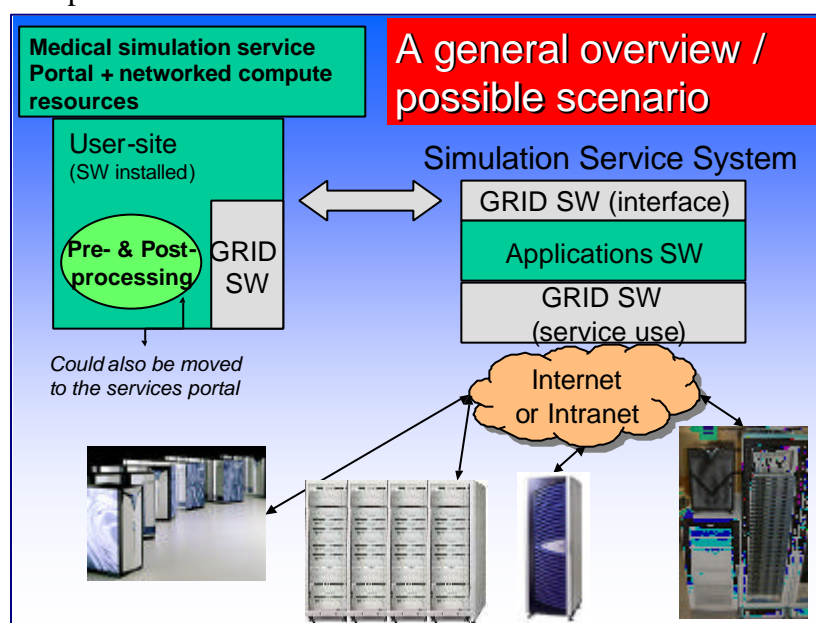 Medical simulation service
Portal + networked compute
resources
A general overview /
possible scenario
User-site
(SW installed)
Pre- & Post-
processing
GRID
SW
Could also be moved
to the services portal
Simulation Service System
GRID SW (interface)
Applications SW
GRID SW
(service use)
Internet
or Intranet